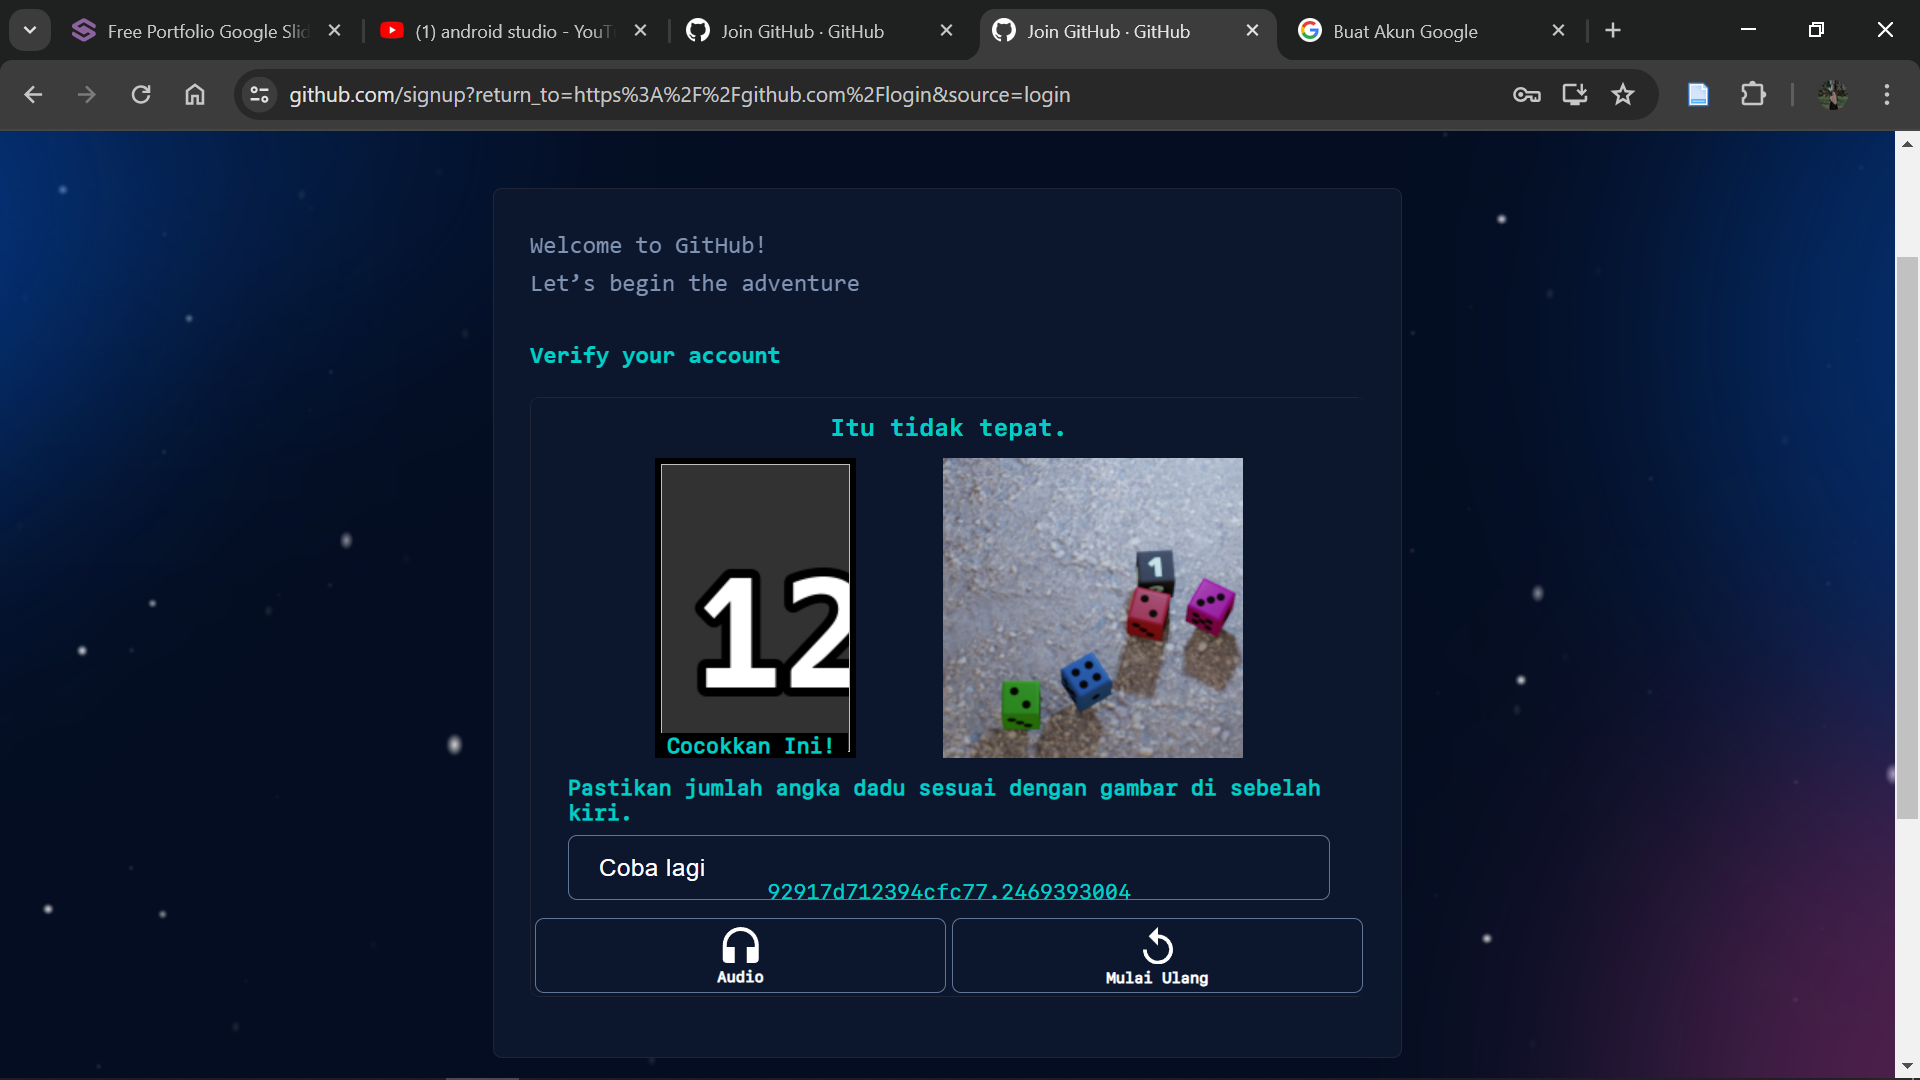 Free Portfolio Google Slid
(1) android studio - YouT
Join GitHub · GitHub
Join GitHub · GitHub
Buat Akun Google
github.com/signup?return_to=https%3A%2F%2Fgithub.com%2Flogin&source=login
Welcome to GitHub!
Let’s begin the adventure
Verify your account
Itu tidak tepat.
12
1
Cocokkan Ini!
Pastikan jumlah angka dadu sesuai dengan gambar di sebelah
kiri.
Coba lagi
92917d712394cfc77.2469393004
Audio
Mulai Ulang